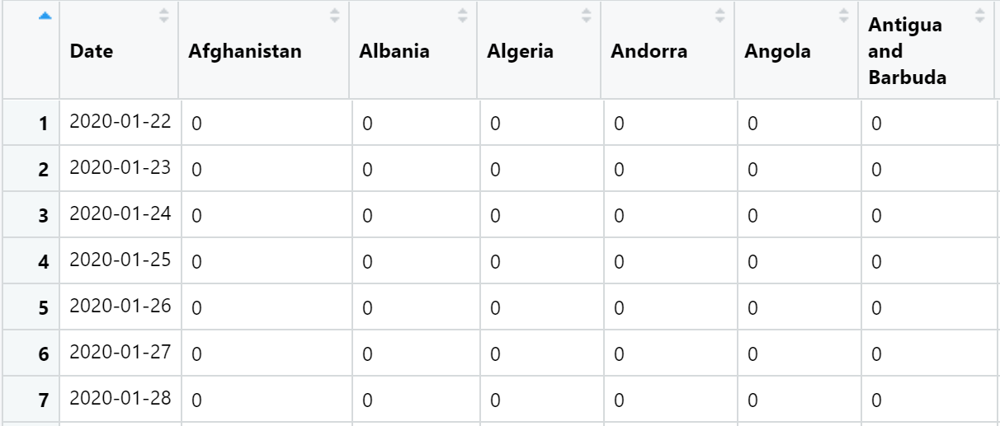 Date Afghanistan Albania Algeria Andorra Angola Antigua and Barbuda
1 2020-01-22 0 0 0 0 0 0
2 2020-01-23 0 0 0 0 0 0
3 2020-01-24 0 0 0 0 0 0
4 2020-01-25 0 0 0 0 0 0
5 2020-01-26 0 0 0 0 0 0
6 2020-01-27 0 0 0 0 0 0
7 2020-01-28 0 0 0 0 0 0